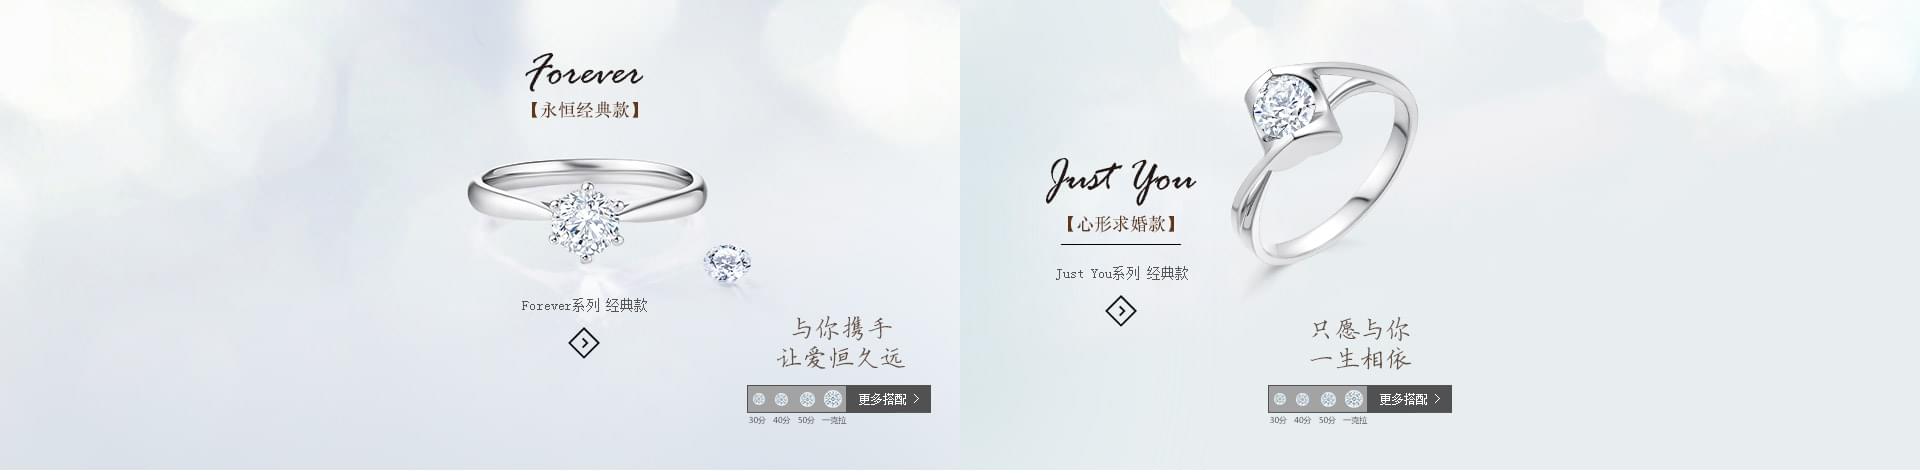 Forever
【永恒经典款】
Forever系列 经典款
与你携手
让爱恒久远
更多搭配 >
30分 40分 50分 一克拉
Just You
【心形求婚款】
Just You系列 经典款
只愿与你
一生相依
更多搭配 >
30分 40分 50分 一克拉